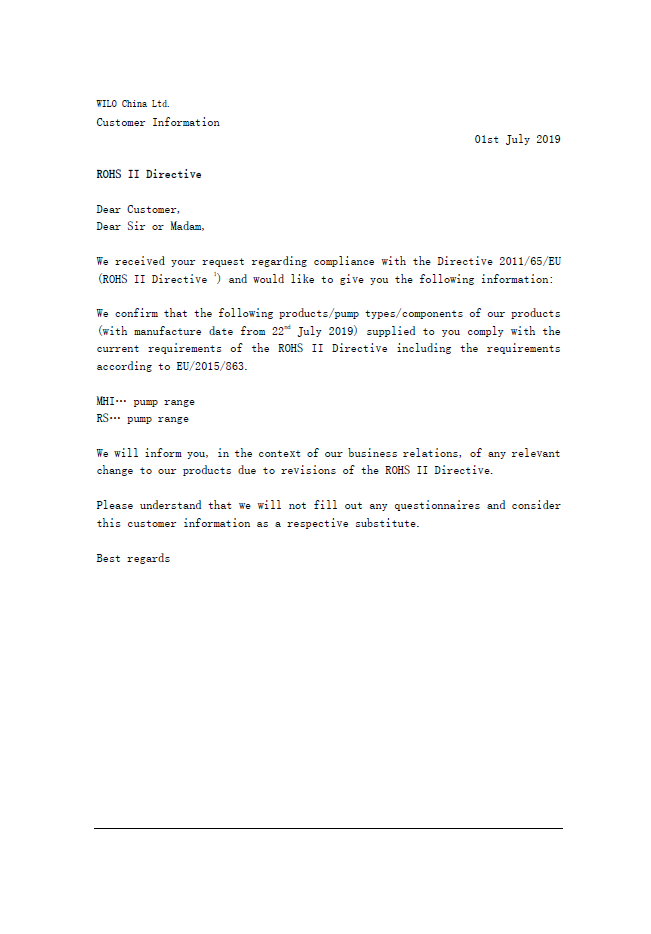 WILO China Ltd.
Customer Information
01st July 2019
ROHS II Directive
Dear Customer,
Dear Sir or Madam,
We received your request regarding compliance with the Directive 2011/65/EU
(ROHS II Directive ¹) and would like to give you the following information:
We confirm that the following products/pump types/components of our products
(with manufacture date from 22nd July 2019) supplied to you comply with the
current requirements of the ROHS II Directive including the requirements
according to EU/2015/863.
MHI… pump range
RS… pump range
We will inform you, in the context of our business relations, of any relevant
change to our products due to revisions of the ROHS II Directive.
Please understand that we will not fill out any questionnaires and consider
this customer information as a respective substitute.
Best regards